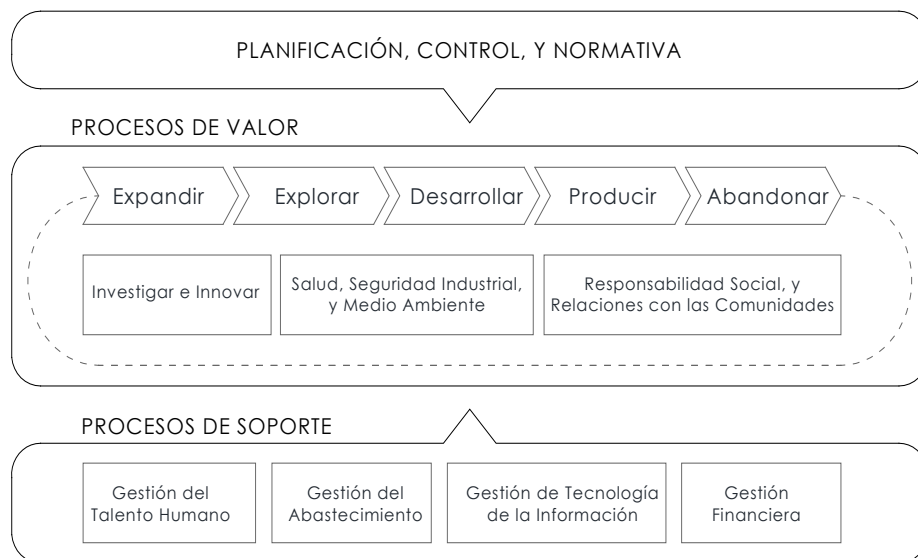 PLANIFICACIÓN, CONTROL, Y NORMATIVA
PROCESOS DE VALOR
Expandir
Explorar
Desarrollar
Producir
Abandonar
Investigar e Innovar
Salud, Seguridad Industrial,
y Medio Ambiente
Responsabilidad Social, y
Relaciones con las Comunidades
PROCESOS DE SOPORTE
Gestión del
Talento Humano
Gestión del
Abastecimiento
Gestión de Tecnología
de la Información
Gestión
Financiera